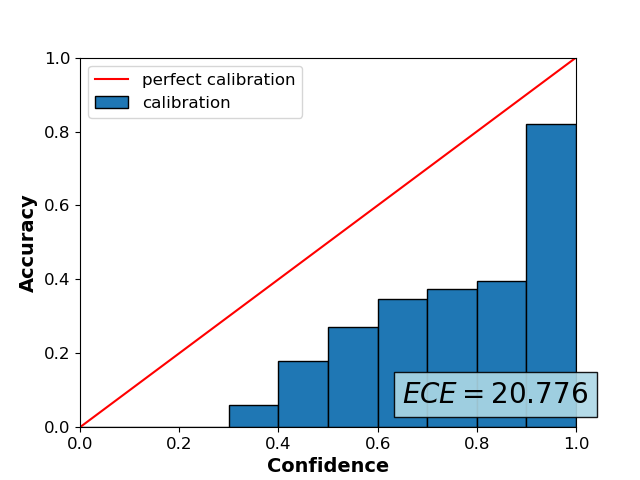 perfect calibration
calibration
1.0
0.8
0.6
0.4
0.2
0.0
Accuracy
ECE = 20.776
0.0 0.2 0.4 0.6 0.8 1.0
Confidence